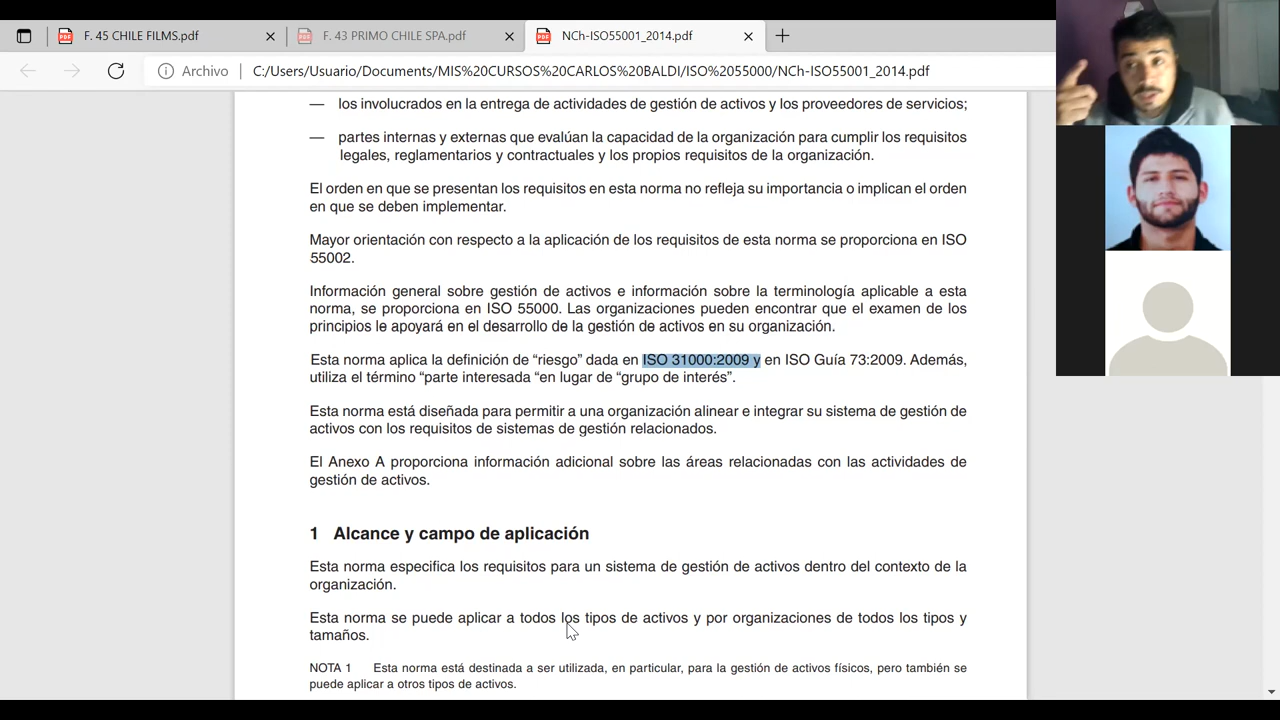 F. 45 CHILE FILMS.pdf
F. 43 PRIMO CHILE SPA.pdf
NCh-ISO55001_2014.pdf
Archivo
C:/Users/Usuario/Documents/MIS%20CURSOS%20CARLOS%20BALDI/ISO%2055000/NCh-ISO55001_2014.pdf
— los involucrados en la entrega de actividades de gestión de activos y los proveedores de servicios;
— partes internas y externas que evalúan la capacidad de la organización para cumplir los requisitos
legales, reglamentarios y contractuales y los propios requisitos de la organización.
El orden en que se presentan los requisitos en esta norma no refleja su importancia o implican el orden
en que se deben implementar.
Mayor orientación con respecto a la aplicación de los requisitos de esta norma se proporciona en ISO
55002.
Información general sobre gestión de activos e información sobre la terminología aplicable a esta
norma, se proporciona en ISO 55000. Las organizaciones pueden encontrar que el examen de los
principios le apoyará en el desarrollo de la gestión de activos en su organización.
Esta norma aplica la definición de “riesgo” dada en ISO 31000:2009 y en ISO Guía 73:2009. Además,
utiliza el término “parte interesada “en lugar de “grupo de interés”.
Esta norma está diseñada para permitir a una organización alinear e integrar su sistema de gestión de
activos con los requisitos de sistemas de gestión relacionados.
El Anexo A proporciona información adicional sobre las áreas relacionadas con las actividades de
gestión de activos.
1 Alcance y campo de aplicación
Esta norma especifica los requisitos para un sistema de gestión de activos dentro del contexto de la
organización.
Esta norma se puede aplicar a todos los tipos de activos y por organizaciones de todos los tipos y
tamaños.
NOTA 1 Esta norma está destinada a ser utilizada, en particular, para la gestión de activos físicos, pero también se
puede aplicar a otros tipos de activos.